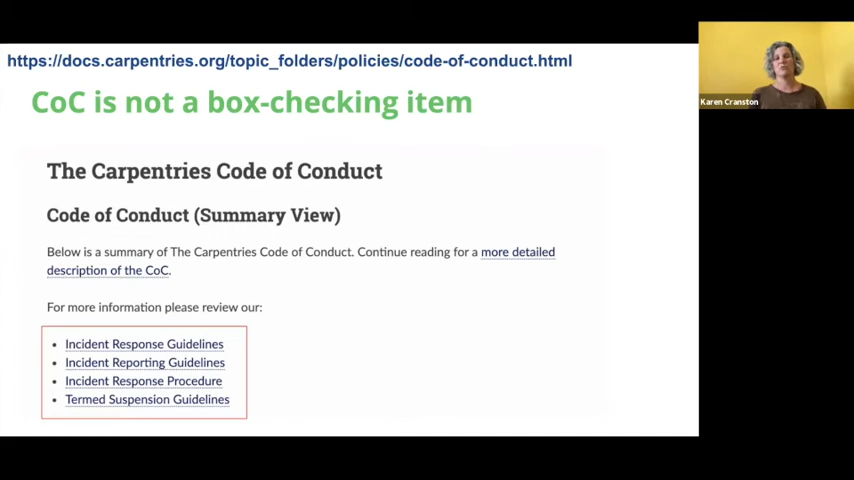 https://docs.carpentries.org/topic_folders/policies/code-of-conduct.html
CoC is not a box-checking item
The Carpentries Code of Conduct
Code of Conduct (Summary View)
Below is a summary of The Carpentries Code of Conduct. Continue reading for a more detailed
description of the CoC.
For more information please review our:
• Incident Response Guidelines
• Incident Reporting Guidelines
• Incident Response Procedure
• Termed Suspension Guidelines
Karen Cranston